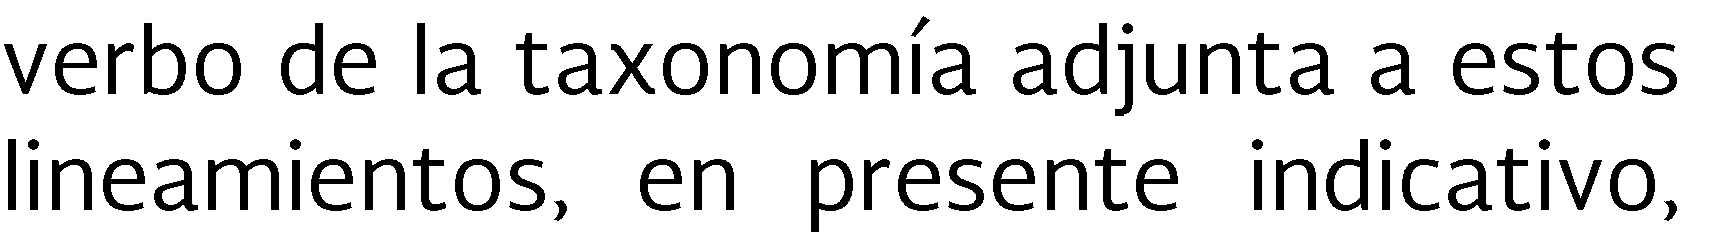 verbo de la taxonomía adjunta a estos
lineamientos, en presente indicativo,